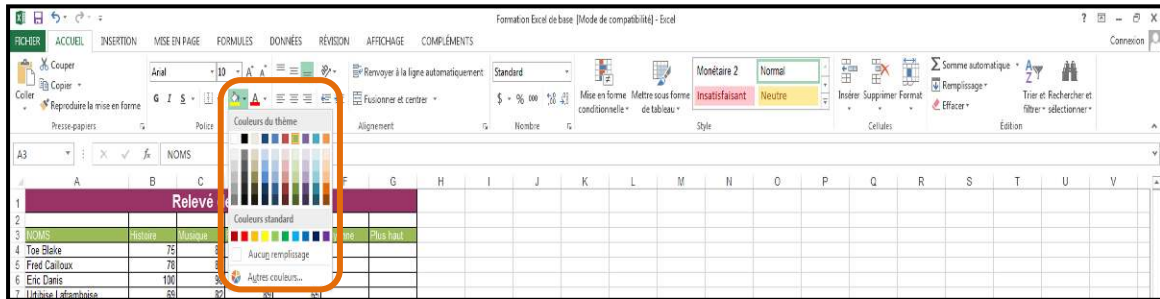 Formation Excel de base [Mode de compatibilité] - Excel
FICHIER ACCUEIL INSERTION MISE EN PAGE FORMULES DONNÉES RÉVISION AFFICHAGE COMPLÉMENTS Connexion
Coller
Couper
Copier
Reproduire la mise en forme
Presse-papiers
Arial 10
G I S
Police
Renvoyer à la ligne automatiquement
Fusionner et centrer
Alignement
Standard
$ - % 000
Nombre
Mise en forme conditionnelle
Mettre sous forme de tableau
Monétaire 2 Normal
Insatisfaisant Neutre
Style
Insérer Supprimer Format
Cellules
Somme automatique
Remplissage
Effacer
Trier et filtrer
Rechercher et sélectionner
Édition
Couleurs du thème
Couleurs standard
Aucun remplissage
Autres couleurs...
A3 fx NOMS
A B C F G H I J K L M N O P Q R S T U V
1 Relevé
2
3 NOMS Histoire Musique Plus haut
4 Toe Blake 75
5 Fred Cailloux 78
6 Eric Danis 100
7 Urtibise Laframboise 69 82 89 65